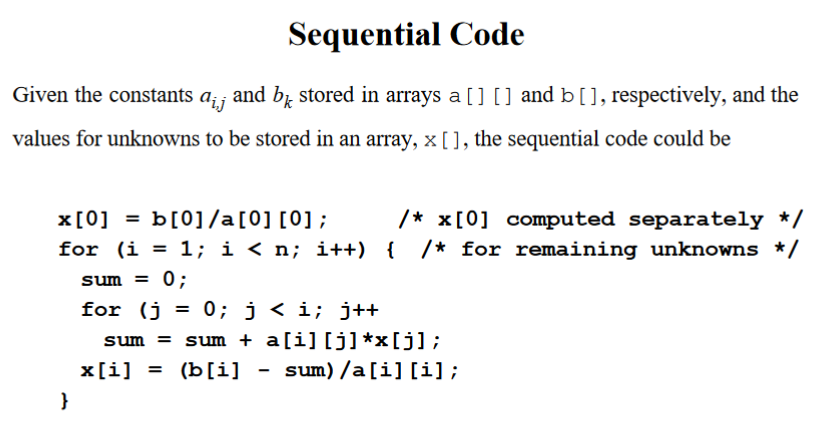 Sequential Code
Given the constants a_{i,j} and b_k stored in arrays a[][] and b[], respectively, and the
values for unknowns to be stored in an array, x[], the sequential code could be
x[0] = b[0]/a[0][0]; /* x[0] computed separately */
for (i = 1; i < n; i++) { /* for remaining unknowns */
sum = 0;
for (j = 0; j < i; j++
sum = sum + a[i][j]*x[j];
x[i] = (b[i] - sum)/a[i][i];
}